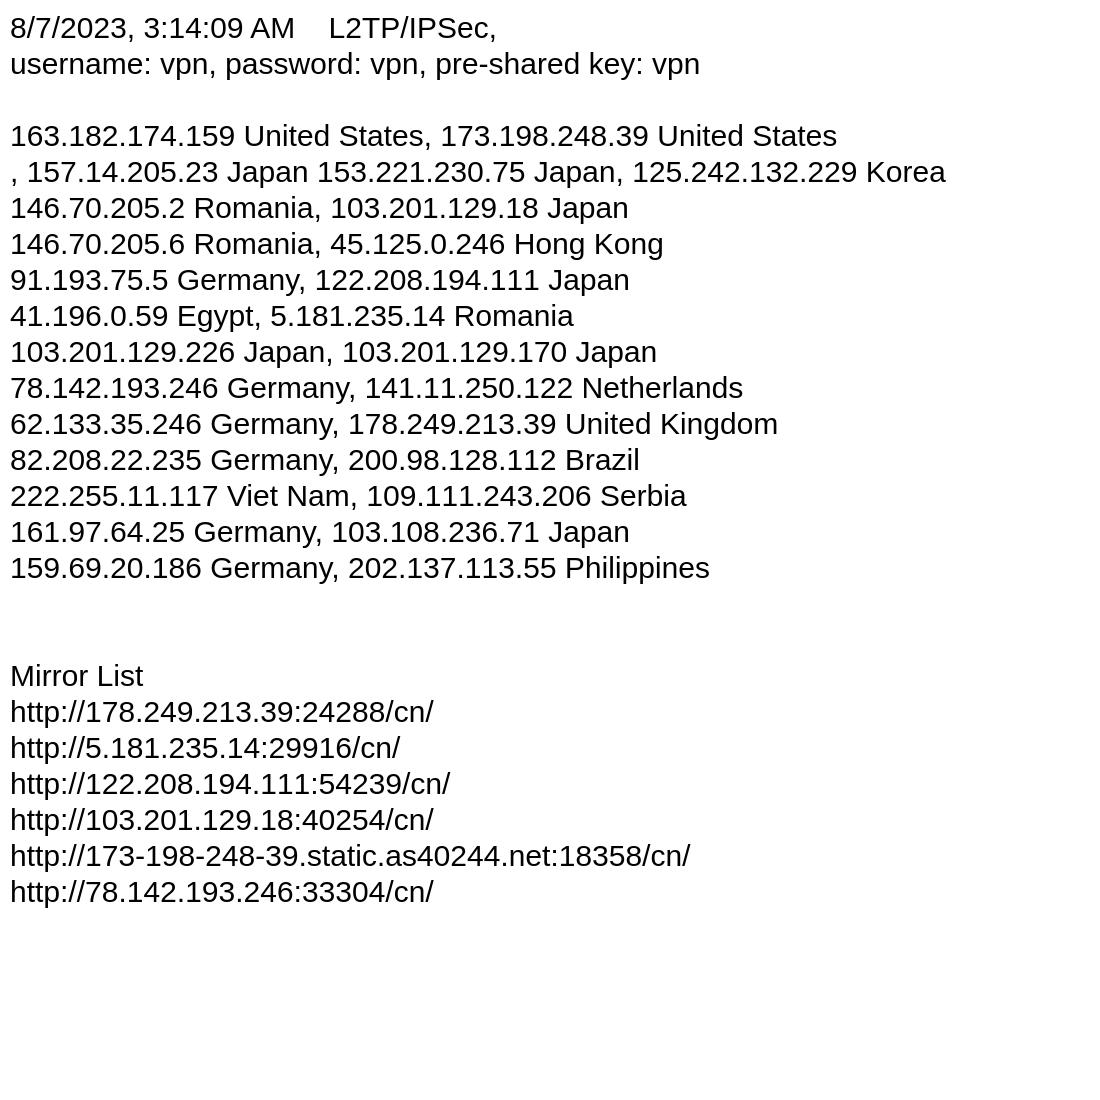 8/7/2023, 3:14:09 AM    L2TP/IPSec,
username: vpn, password: vpn, pre-shared key: vpn
163.182.174.159 United States, 173.198.248.39 United States
, 157.14.205.23 Japan 153.221.230.75 Japan, 125.242.132.229 Korea
146.70.205.2 Romania, 103.201.129.18 Japan
146.70.205.6 Romania, 45.125.0.246 Hong Kong
91.193.75.5 Germany, 122.208.194.111 Japan
41.196.0.59 Egypt, 5.181.235.14 Romania
103.201.129.226 Japan, 103.201.129.170 Japan
78.142.193.246 Germany, 141.11.250.122 Netherlands
62.133.35.246 Germany, 178.249.213.39 United Kingdom
82.208.22.235 Germany, 200.98.128.112 Brazil
222.255.11.117 Viet Nam, 109.111.243.206 Serbia
161.97.64.25 Germany, 103.108.236.71 Japan
159.69.20.186 Germany, 202.137.113.55 Philippines
Mirror List
http://178.249.213.39:24288/cn/
http://5.181.235.14:29916/cn/
http://122.208.194.111:54239/cn/
http://103.201.129.18:40254/cn/
http://173-198-248-39.static.as40244.net:18358/cn/
http://78.142.193.246:33304/cn/